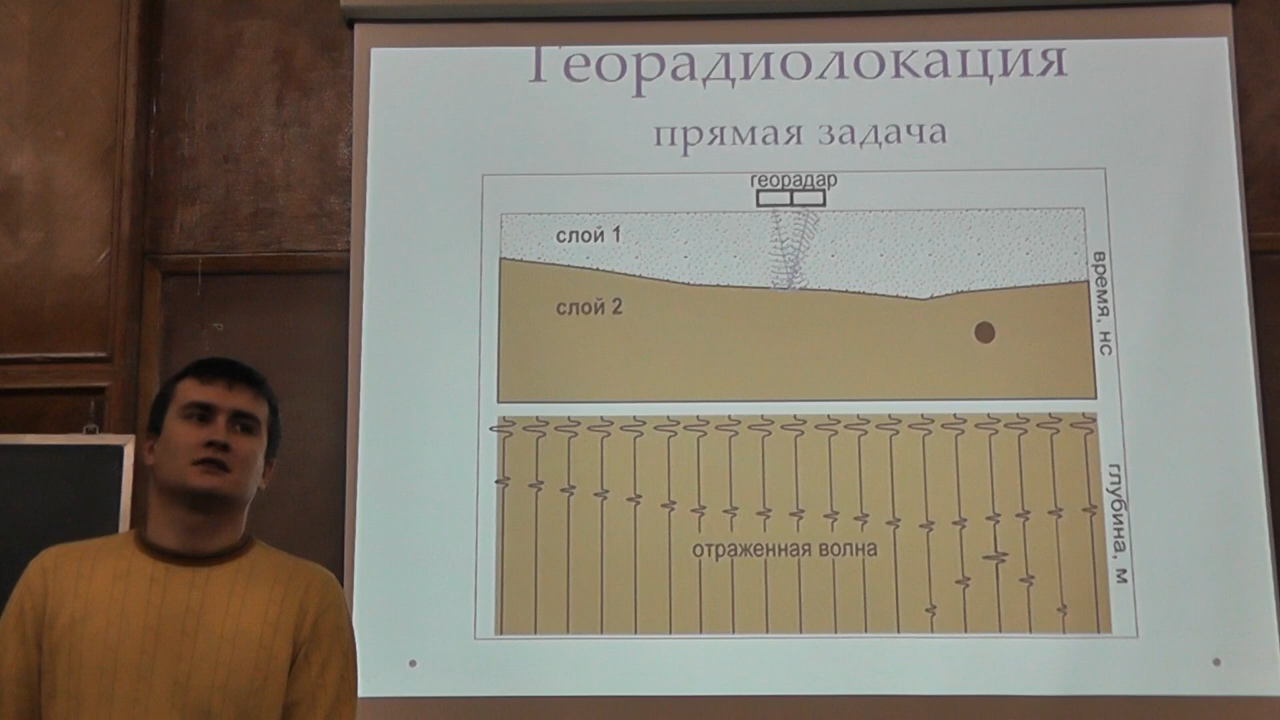 Георадиолокация
прямая задача
георадар
слой 1
слой 2
время, нс
отраженная волна
глубина, м